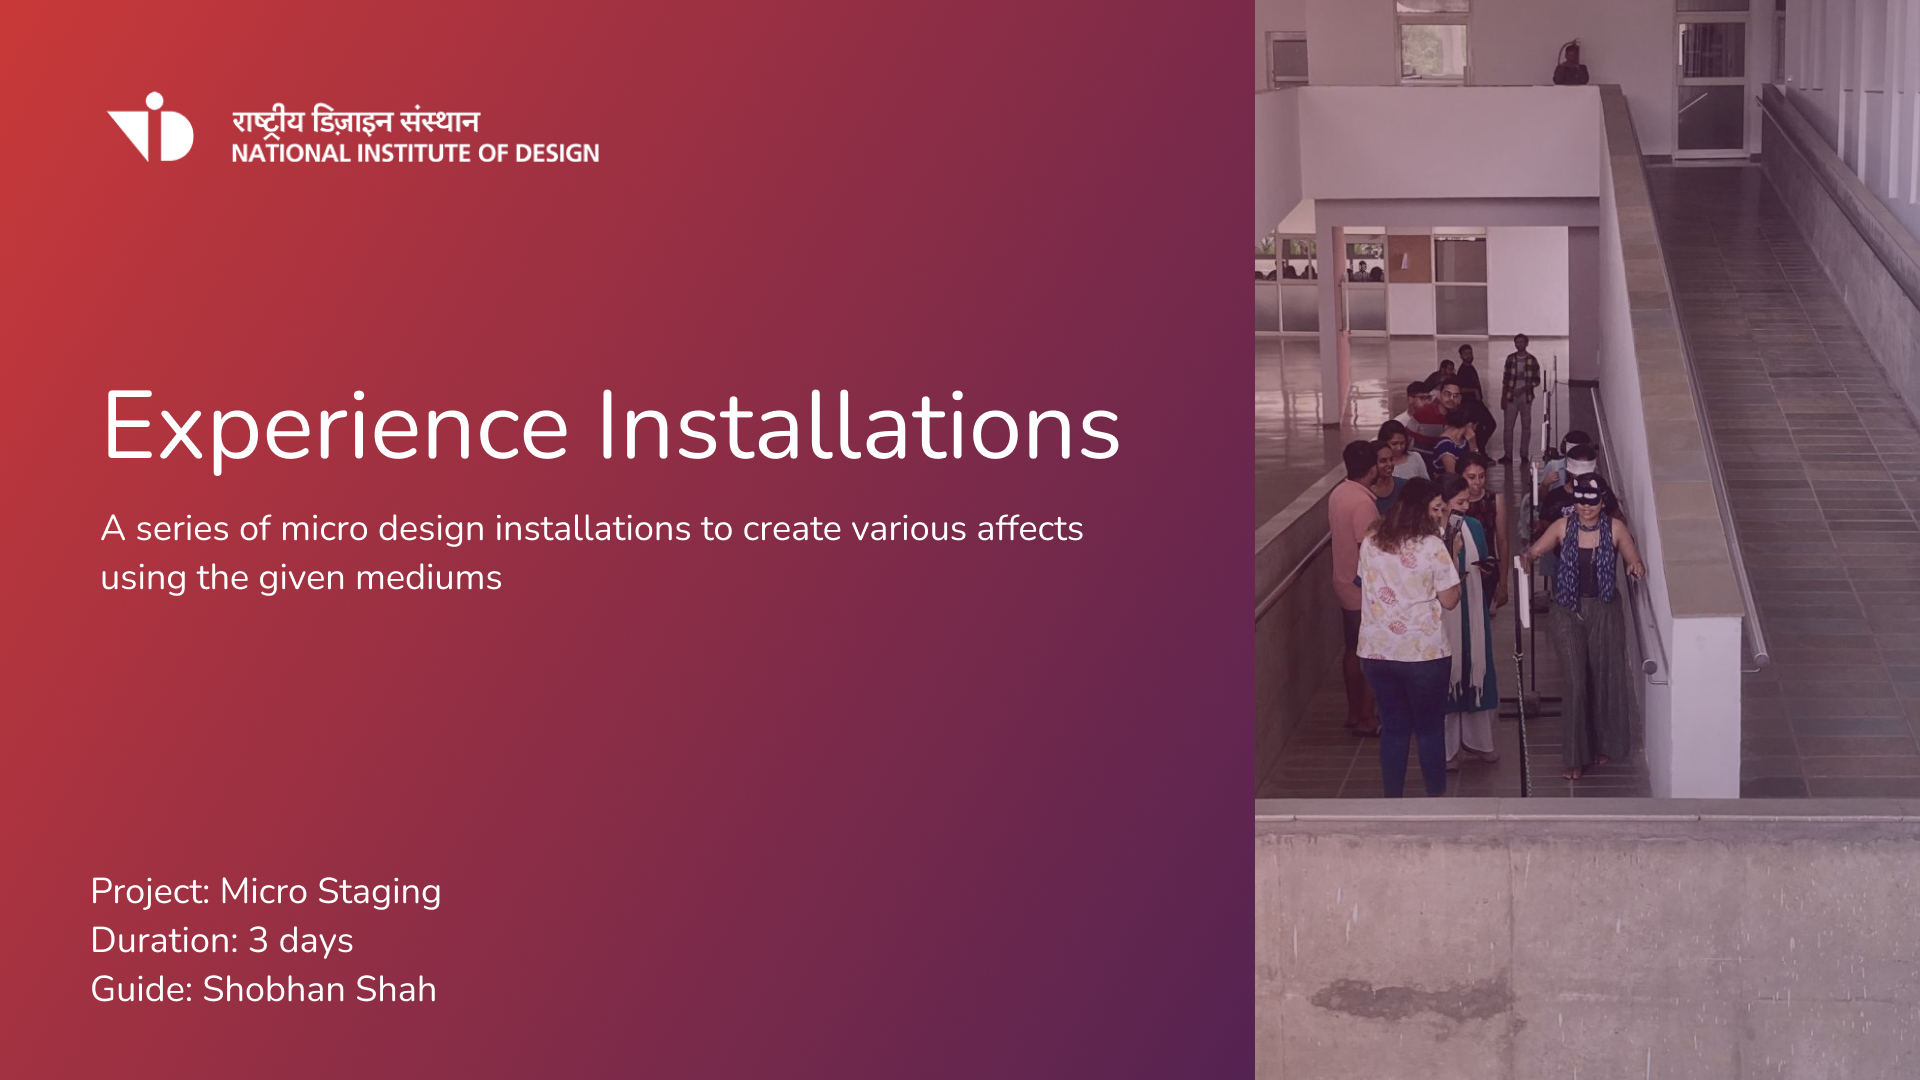 राष्ट्रीय डिज़ाइन संस्थान
NATIONAL INSTITUTE OF DESIGN
Experience Installations
A series of micro design installations to create various affects
using the given mediums
Project: Micro Staging
Duration: 3 days
Guide: Shobhan Shah